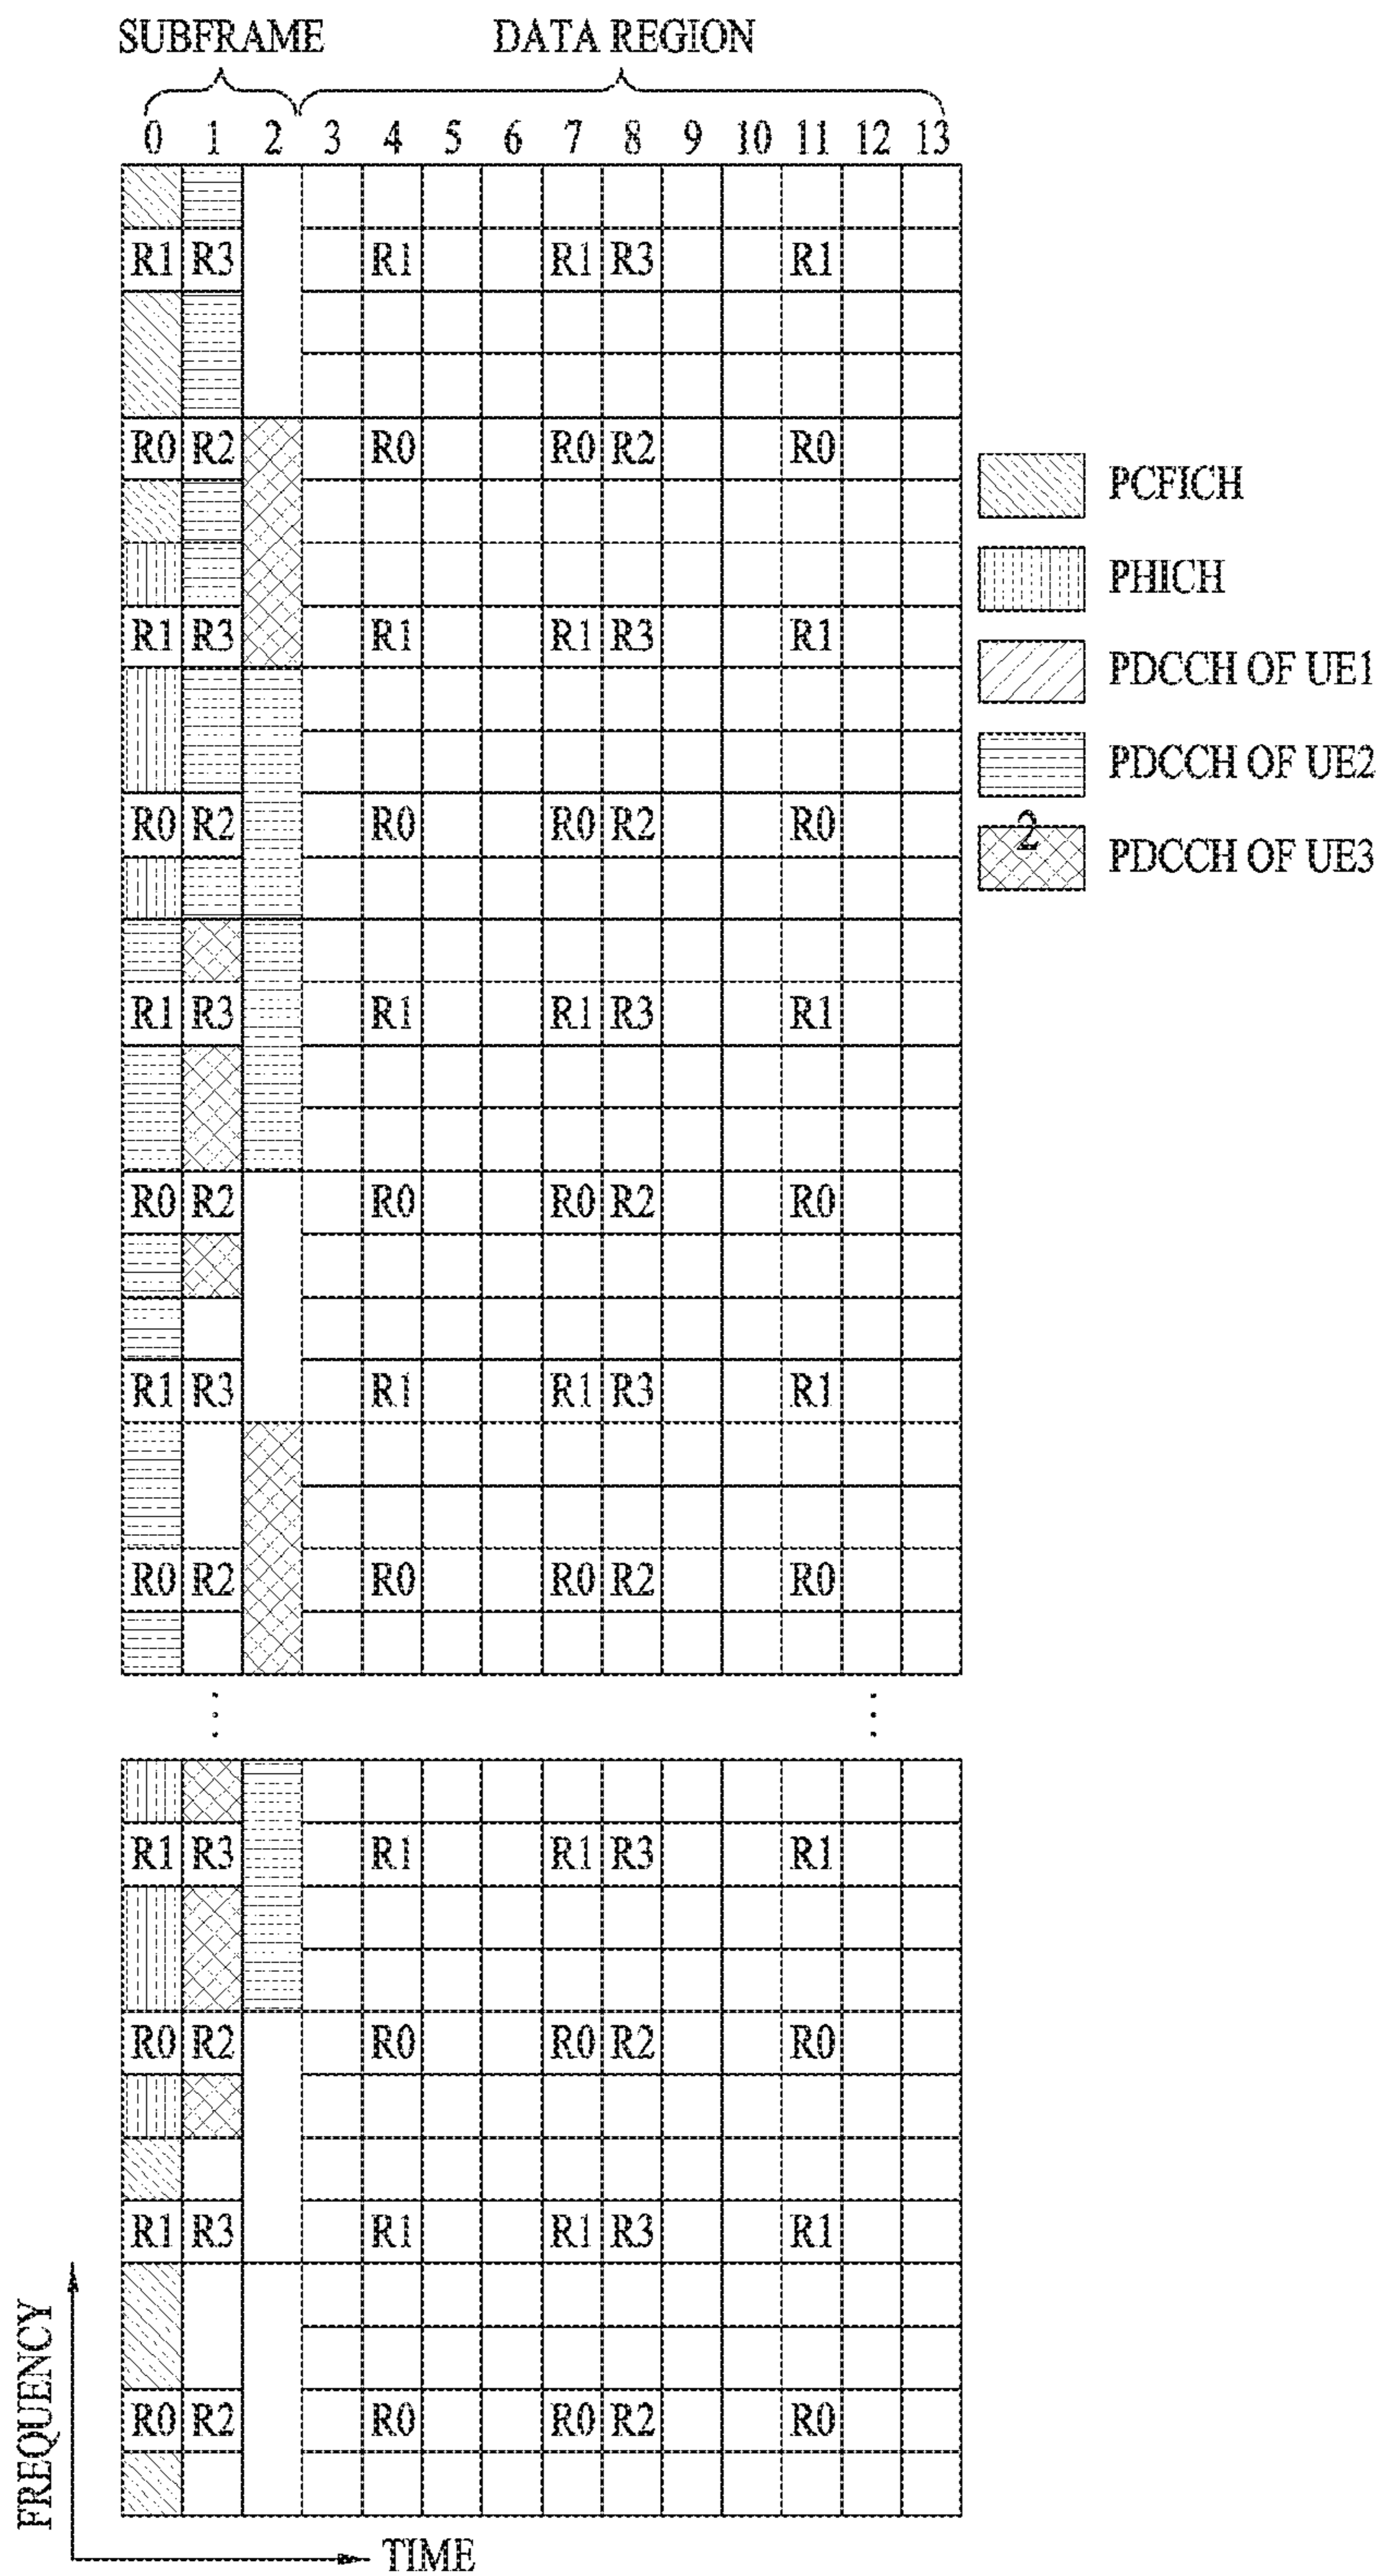 SUBFRAME DATA REGION
0 1 2 3 4 5 6 7 8 9 10 11 12 13
R1 R3 R1 R1 R3 R1
R0 R2 R0 R0 R2 R0
PCFICH
PHICH
R1 R3 R1 R1 R3 R1
PDCCH OF UE1
PDCCH OF UE2
R0 R2 R0 R0 R2 R0
2
PDCCH OF UE3
R1 R3 R1 R1 R3 R1
R0 R2 R0 R0 R2 R0
R1 R3 R1 R1 R3 R1
R0 R2 R0 R0 R2 R0
R1 R3 R1 R1 R3 R1
R0 R2 R0 R0 R2 R0
R1 R3 R1 R1 R3 R1
R0 R2 R0 R0 R2 R0
FREQUENCY
TIME